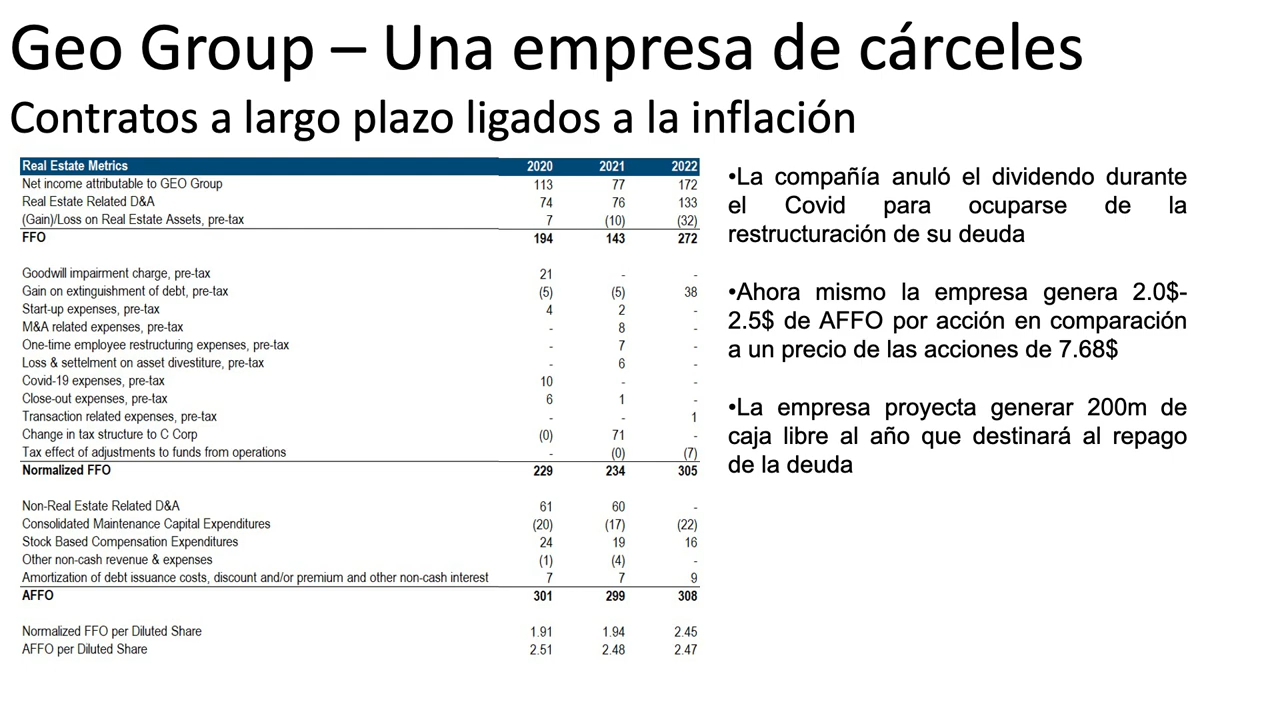 Geo Group – Una empresa de cárceles
Contratos a largo plazo ligados a la inflación
Real Estate Metrics 2020 2021 2022
Net income attributable to GEO Group 113 77 172
Real Estate Related D&A 74 76 133
(Gain)/Loss on Real Estate Assets, pre-tax 7 (10) (32)
FFO 194 143 272
Goodwill impairment charge, pre-tax 21 - -
Gain on extinguishment of debt, pre-tax (5) (5) 38
Start-up expenses, pre-tax 4 2 -
M&A related expenses, pre-tax - 8 -
One-time employee restructuring expenses, pre-tax - 7 -
Loss & settelment on asset divestiture, pre-tax - 6 -
Covid-19 expenses, pre-tax 10 - -
Close-out expenses, pre-tax 6 1 -
Transaction related expenses, pre-tax - - 1
Change in tax structure to C Corp (0) 71 -
Tax effect of adjustments to funds from operations - (0) (7)
Normalized FFO 229 234 305
Non-Real Estate Related D&A 61 60 -
Consolidated Maintenance Capital Expenditures (20) (17) (22)
Stock Based Compensation Expenditures 24 19 16
Other non-cash revenue & expenses (1) (4) -
Amortization of debt issuance costs, discount and/or premium and other non-cash interest 7 7 9
AFFO 301 299 308
Normalized FFO per Diluted Share 1.91 1.94 2.45
AFFO per Diluted Share 2.51 2.48 2.47
•La compañía anuló el dividendo durante
el Covid para ocuparse de la
restructuración de su deuda
•Ahora mismo la empresa genera 2.0$-
2.5$ de AFFO por acción en comparación
a un precio de las acciones de 7.68$
•La empresa proyecta generar 200m de
caja libre al año que destinará al repago
de la deuda